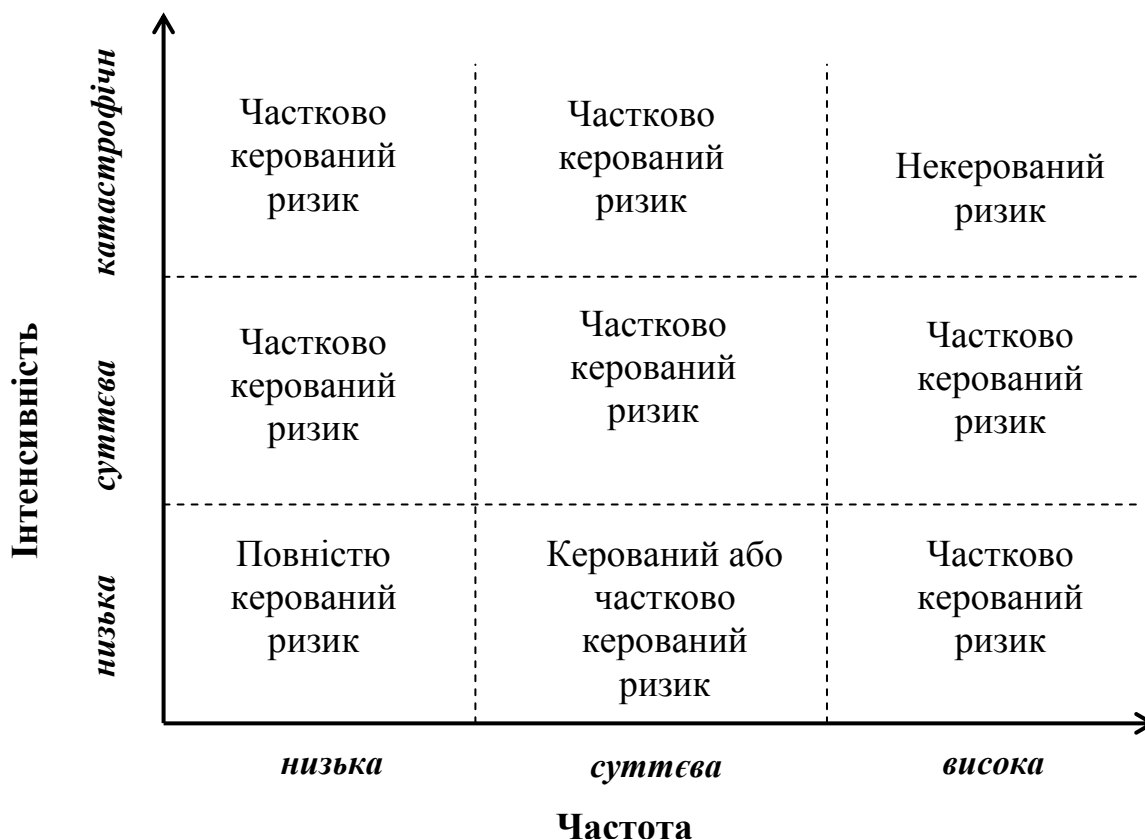 Інтенсивність
катастрофічн
Частково
керований
ризик
Частково
керований
ризик
Некерований
ризик
суттєва
Частково
керований
ризик
Частково
керований
ризик
Частково
керований
ризик
низька
Повністю
керований
ризик
Керований або
частково
керований
ризик
Частково
керований
ризик
низька
суттєва
висока
Частота